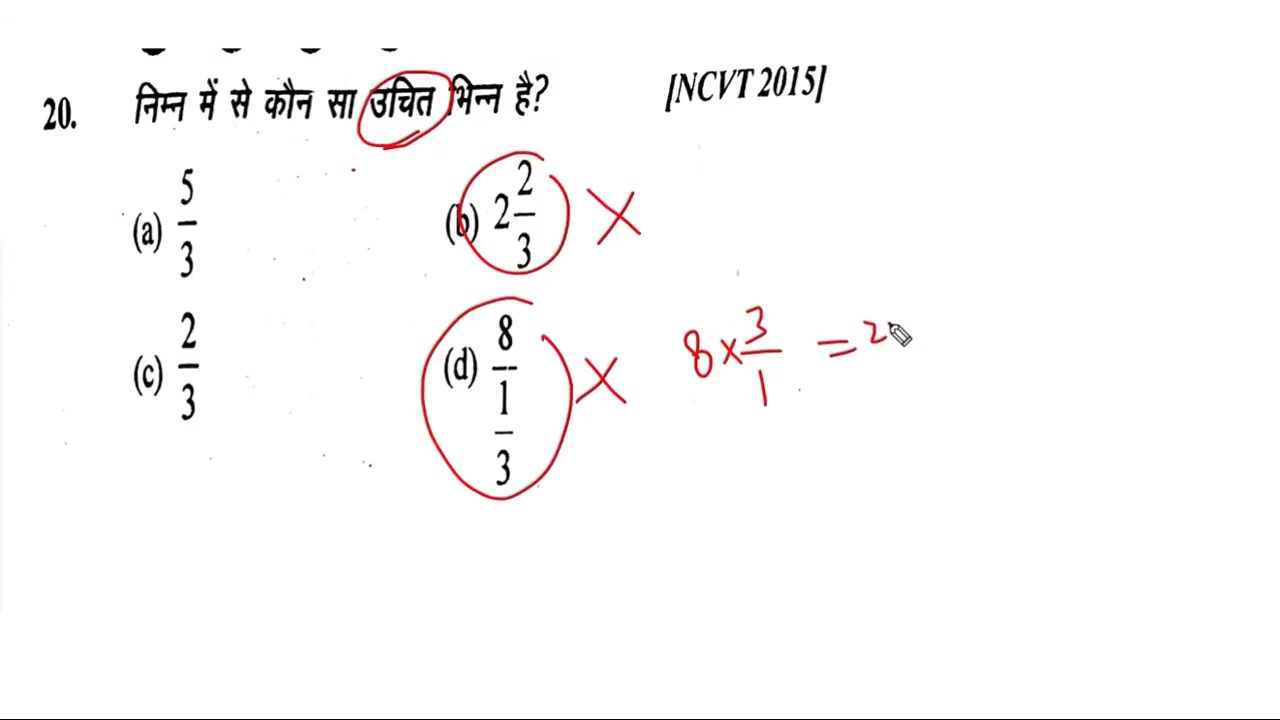 20. निम्न में से कौन सा उचित भिन्न है? [NCVT 2015]
(a) 5/3 (b) 2 2/3 X
(c) 2/3 (d) 8/1/3 X 8 x 3/1 = 2